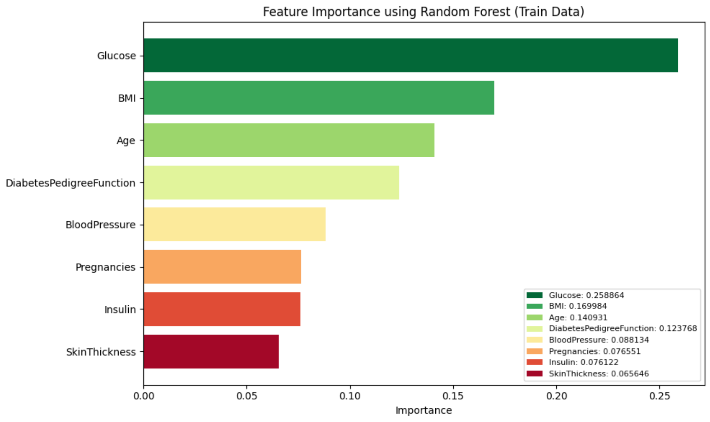 Feature Importance using Random Forest (Train Data)
Glucose
BMI
Age
DiabetesPedigreeFunction
BloodPressure
Pregnancies
Insulin
SkinThickness
Glucose: 0.258864
BMI: 0.169984
Age: 0.140931
DiabetesPedigreeFunction: 0.123768
BloodPressure: 0.088134
Pregnancies: 0.076551
Insulin: 0.076122
SkinThickness: 0.065646
0.00 0.05 0.10 0.15 0.20 0.25
Importance